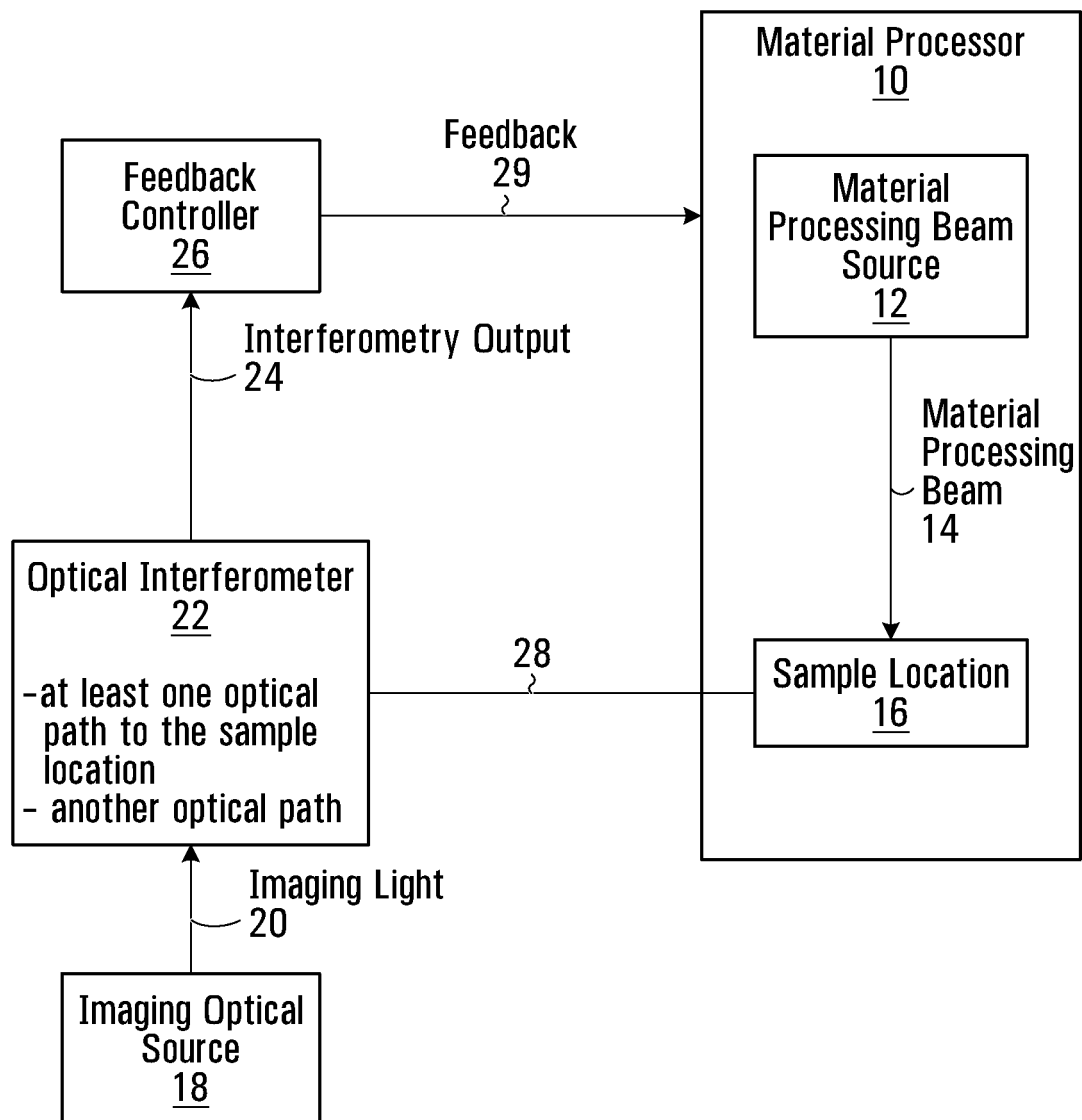 Material Processor
10
Feedback
29
Feedback
Controller
26
Material
Processing Beam
Source
12
Interferometry Output
24
Material
Processing
Beam
14
Optical Interferometer
22
-at least one optical
path to the sample
location
- another optical path
28
Sample Location
16
Imaging Light
20
Imaging Optical
Source
18